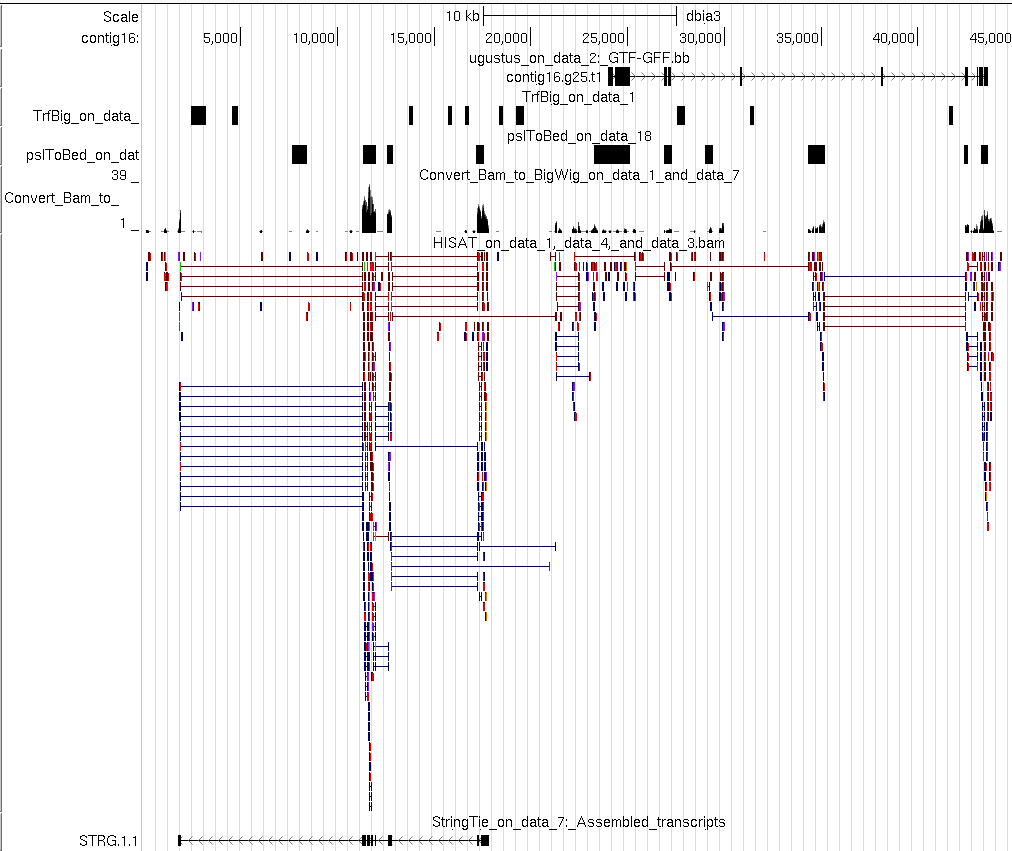 Scale 10 kb dbia3
contig16: 5,000 10,000 15,000 20,000 25,000 30,000 35,000 40,000 45,000
ugustus_on_data_2:_GTF-GFF.bb
contig16.g25.t1
TrfBig_on_data_1
TrfBig_on_data_
pslToBed_on_data_18
pslToBed_on_dat
39 _ Convert_Bam_to_BigWig_on_data_1_and_data_7
Convert_Bam_to_
1 _
HISAT_on_data_1,_data_4,_and_data_3.bam
StringTie_on_data_7:_Assembled_transcripts
STRG.1.1